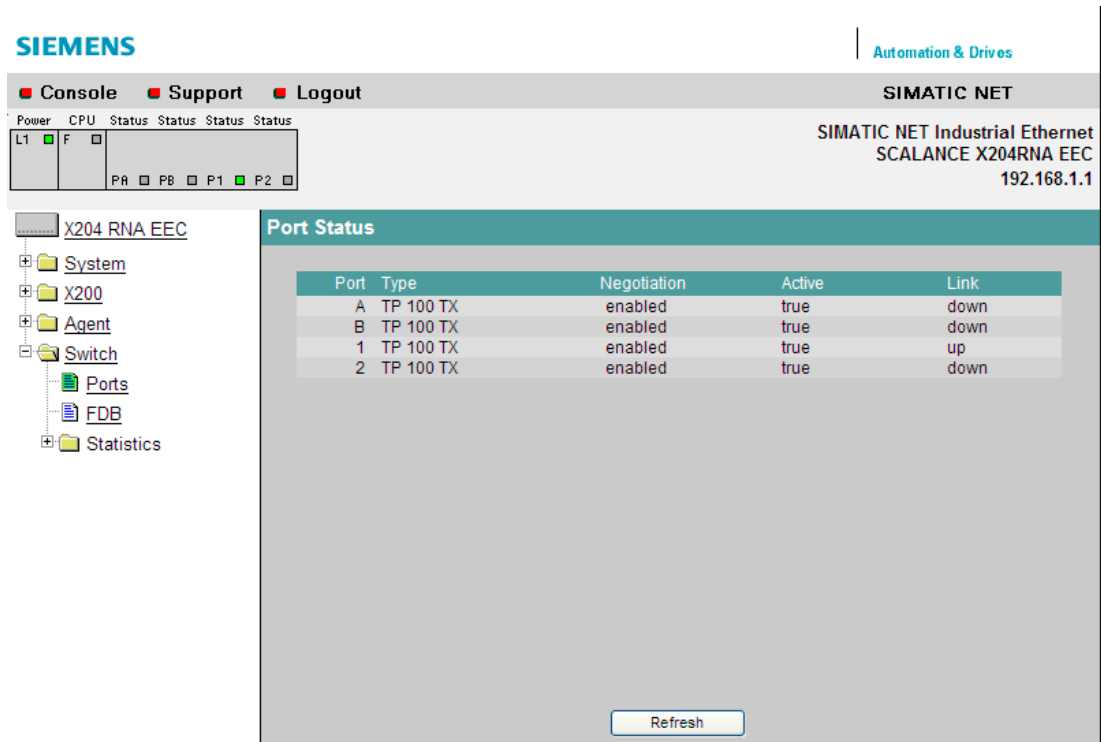 SIEMENS
Automation & Drives
Console Support Logout SIMATIC NET
Power CPU Status Status Status Status
L1 F
PA PB P1 P2
SIMATIC NET Industrial Ethernet
SCALANCE X204RNA EEC
192.168.1.1
X204 RNA EEC
System
X200
Agent
Switch
Ports
FDB
Statistics
Port Status
Port Type Negotiation Active Link
A TP 100 TX enabled true down
B TP 100 TX enabled true down
1 TP 100 TX enabled true up
2 TP 100 TX enabled true down
Refresh